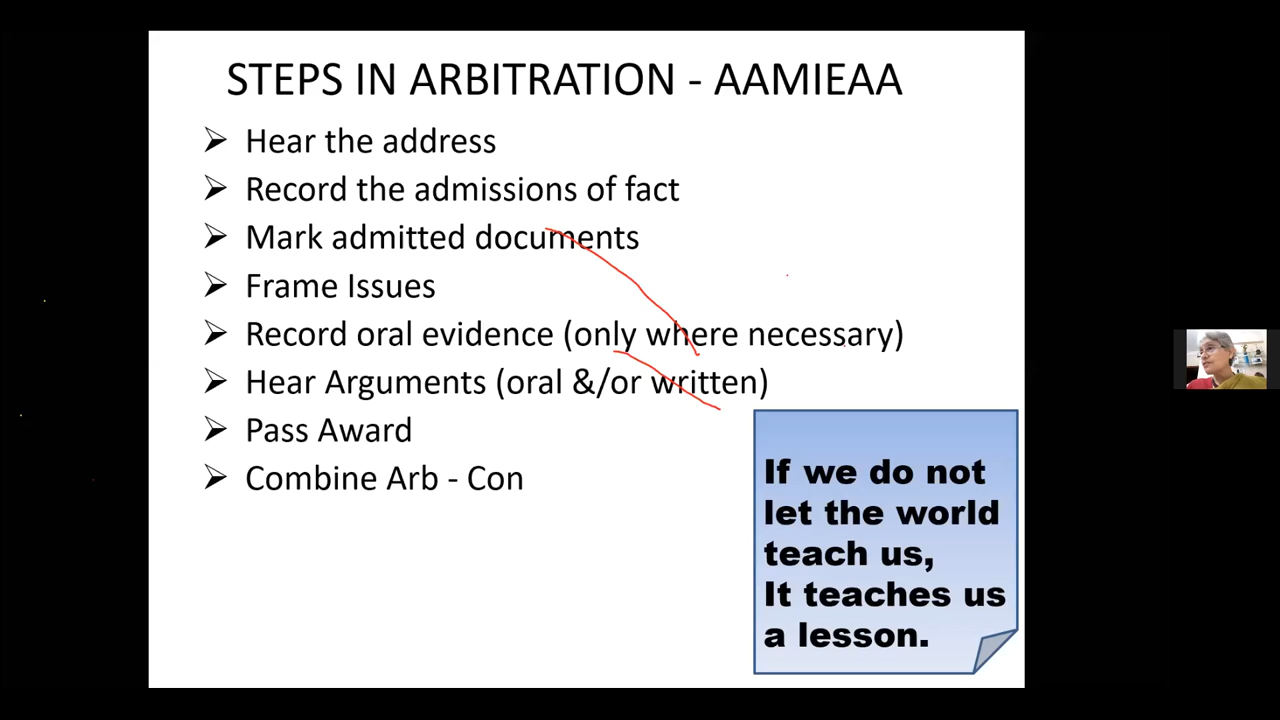 STEPS IN ARBITRATION - AAMIEAA
Hear the address
Record the admissions of fact
Mark admitted documents
Frame Issues
Record oral evidence (only where necessary)
Hear Arguments (oral &/or written)
Pass Award
Combine Arb - Con
If we do not
let the world
teach us,
It teaches us
a lesson.